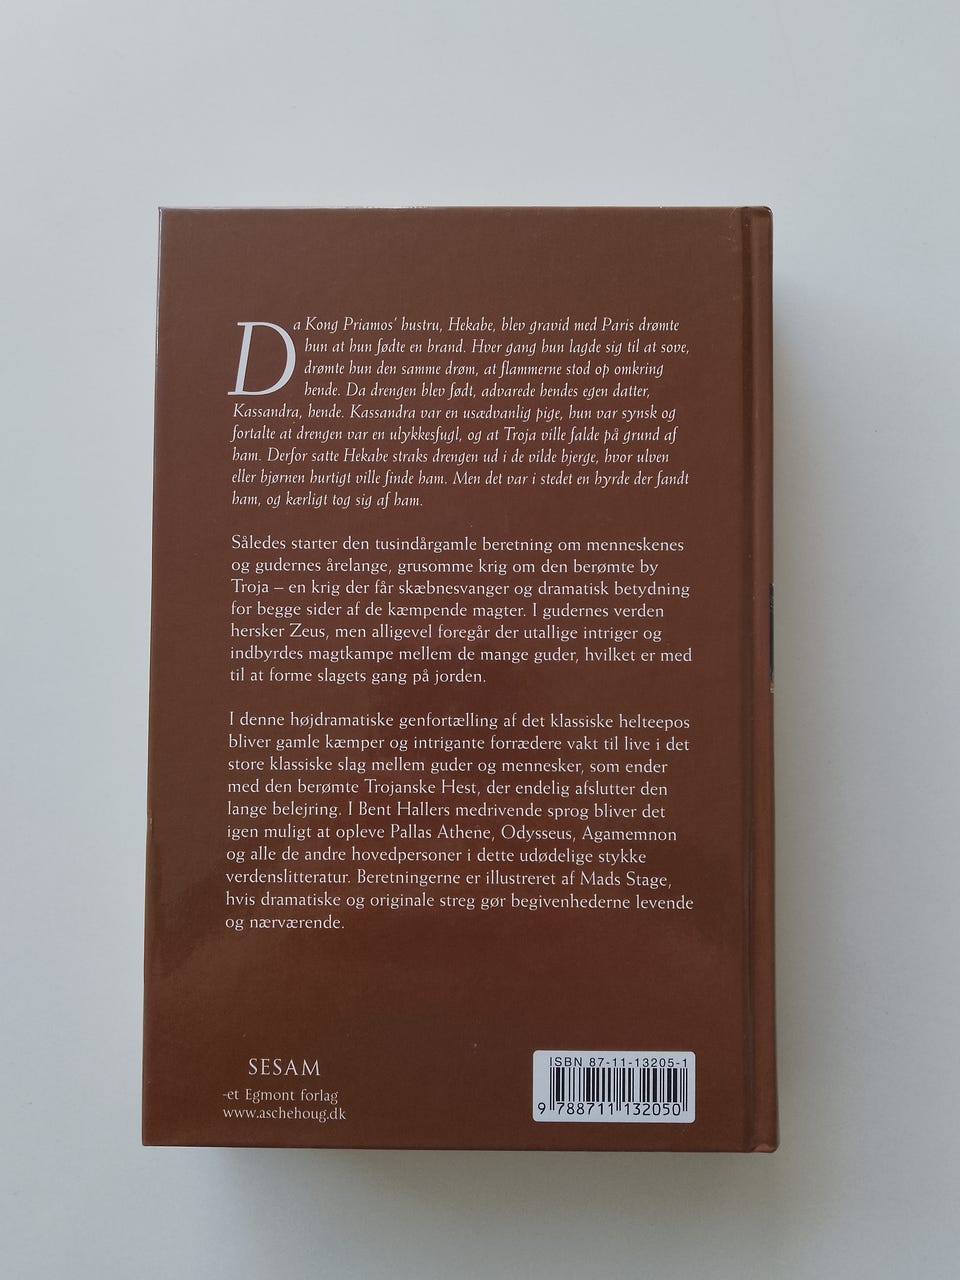 Da Kong Priamos' hustru, Hekabe, blev gravid med Paris drømte
hun at hun fødte en brand. Hver gang hun lagde sig til at sove,
drømte hun den samme drøm, at flammerne stod op omkring
hende. Da drengen blev født, advarede hendes egen datter,
Kassandra, hende. Kassandra var en usædvanlig pige, hun var synsk og
fortalte at drengen var en ulykkesfugl, og at Troja ville falde på grund af
ham. Derfor satte Hekabe straks drengen ud i de vilde bjerge, hvor ulven
eller bjørnen hurtigt ville finde ham. Men det var i stedet en hyrde der fandt
ham, og kærligt tog sig af ham.
Således starter den tusindårgamle beretning om menneskenes
og gudernes årelange, grusomme krig om den berømte by
Troja – en krig der får skæbnesvanger og dramatisk betydning
for begge sider af de kæmpende magter. I gudernes verden
hersker Zeus, men alligevel foregår der utallige intriger og
indbyrdes magtkampe mellem de mange guder, hvilket er med
til at forme slagets gang på jorden.
I denne højdramatiske genfortælling af det klassiske helteepos
bliver gamle kæmper og intrigante forrædere vakt til live i det
store klassiske slag mellem guder og mennesker, som ender
med den berømte Trojanske Hest, der endelig afslutter den
lange belejring. I Bent Hallers medrivende sprog bliver det
igen muligt at opleve Pallas Athene, Odysseus, Agamemnon
og alle de andre hovedpersoner i dette udødelige stykke
verdenslitteratur. Beretningerne er illustreret af Mads Stage,
hvis dramatiske og originale streg gør begivenhederne levende
og nærværende.
SESAM
-et Egmont forlag
www.aschehoug.dk
ISBN 87-11-13205-1
9 788711 132050